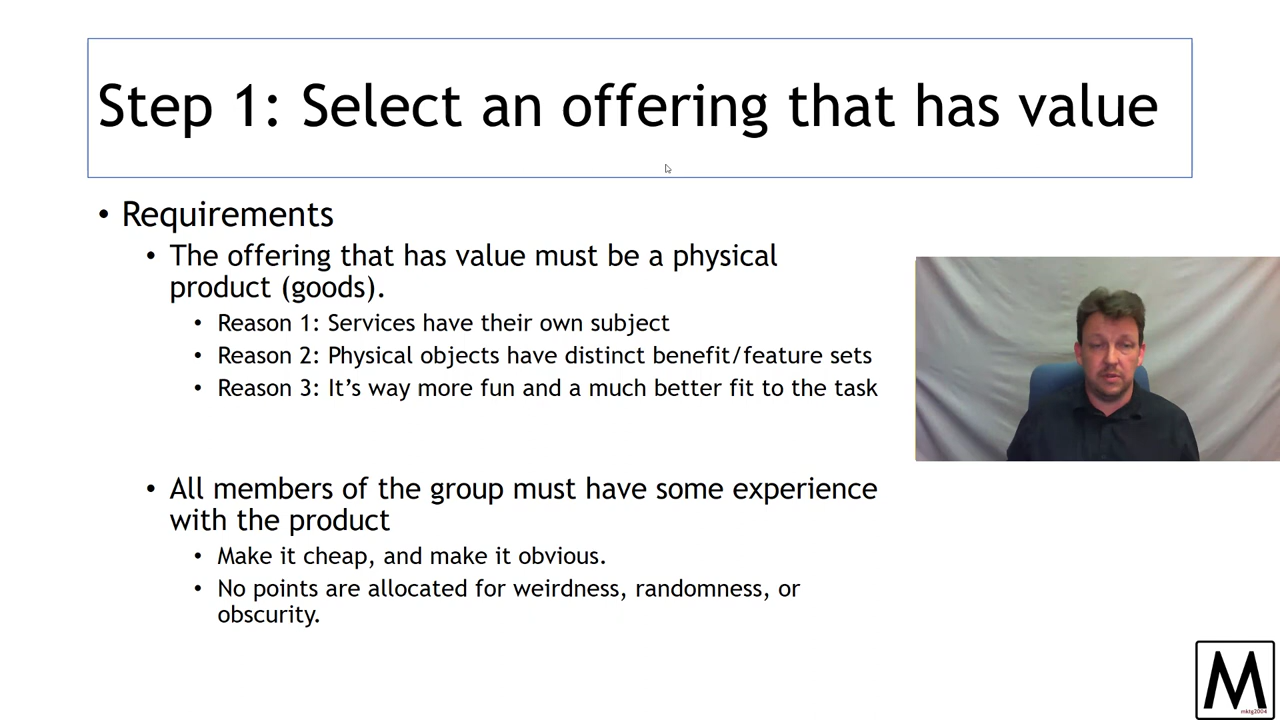 Step 1: Select an offering that has value
• Requirements
• The offering that has value must be a physical
product (goods).
• Reason 1: Services have their own subject
• Reason 2: Physical objects have distinct benefit/feature sets
• Reason 3: It’s way more fun and a much better fit to the task
• All members of the group must have some experience
with the product
• Make it cheap, and make it obvious.
• No points are allocated for weirdness, randomness, or
obscurity.
M
mktg2004